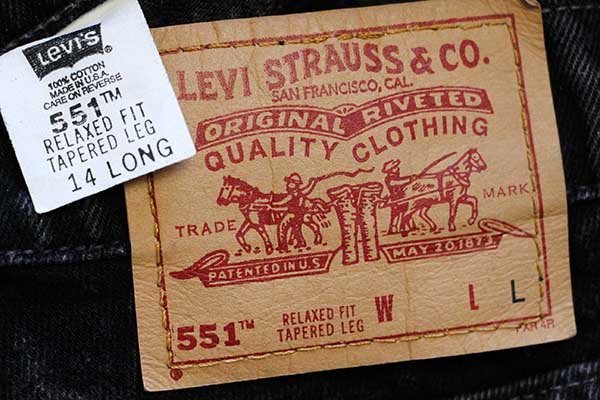 LEVI'S®
100% COTTON
MADE IN U.S.A.
CARE ON REVERSE
551™
RELAXED FIT
TAPERED LEG
14 LONG
LEVI STRAUSS & CO.
SAN FRANCISCO, CAL.
ORIGINAL RIVETED
QUALITY CLOTHING
TRADE MARK
PATENTED IN U.S. MAY 20 1873
551™ RELAXED FIT W L L
TAPERED LEG